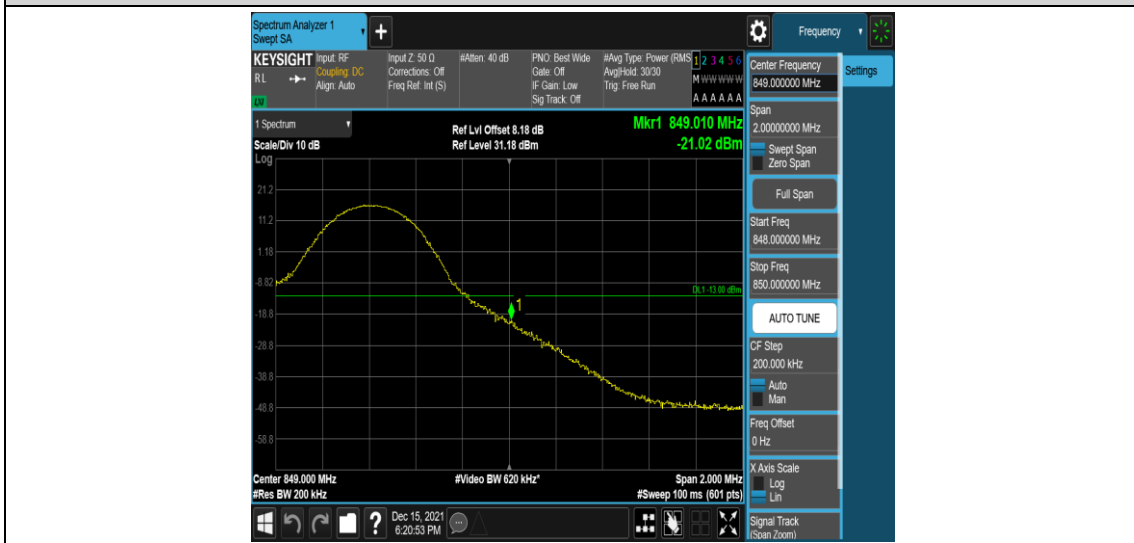 Spectrum Analyzer 1
Swept SA
+
Frequency
KEYSIGHT
RL
Input: RF
Coupling: DC
Align: Auto
Input Z: 50 Ω
Corrections: Off
Freq Ref: Int (S)
#Atten: 40 dB
PNO: Best Wide
Gate: Off
IF Gain: Low
Sig Track: Off
#Avg Type: Power (RMS
Avg|Hold: 30/30
Trig: Free Run
1 2 3 4 5 6
M W W W W W
A A A A A A
1 Spectrum
Scale/Div 10 dB
Log
Ref Lvl Offset 8.18 dB
Ref Level 31.18 dBm
Mkr1 849.010 MHz
-21.02 dBm
21.2
11.2
1.18
-8.82
-18.8
-28.8
-38.8
-48.8
-58.8
DL1 -13.00 dBm
1
Center 849.000 MHz
#Res BW 200 kHz
#Video BW 620 kHz*
Span 2.000 MHz
#Sweep 100 ms (601 pts)
Dec 15, 2021
6:20:53 PM
?
Center Frequency
849.000000 MHz
Settings
Span
2.00000000 MHz
Swept Span
Zero Span
Full Span
Start Freq
848.000000 MHz
Stop Freq
850.000000 MHz
AUTO TUNE
CF Step
200.000 kHz
Auto
Man
Freq Offset
0 Hz
X Axis Scale
Log
Lin
Signal Track
(Span Zoom)